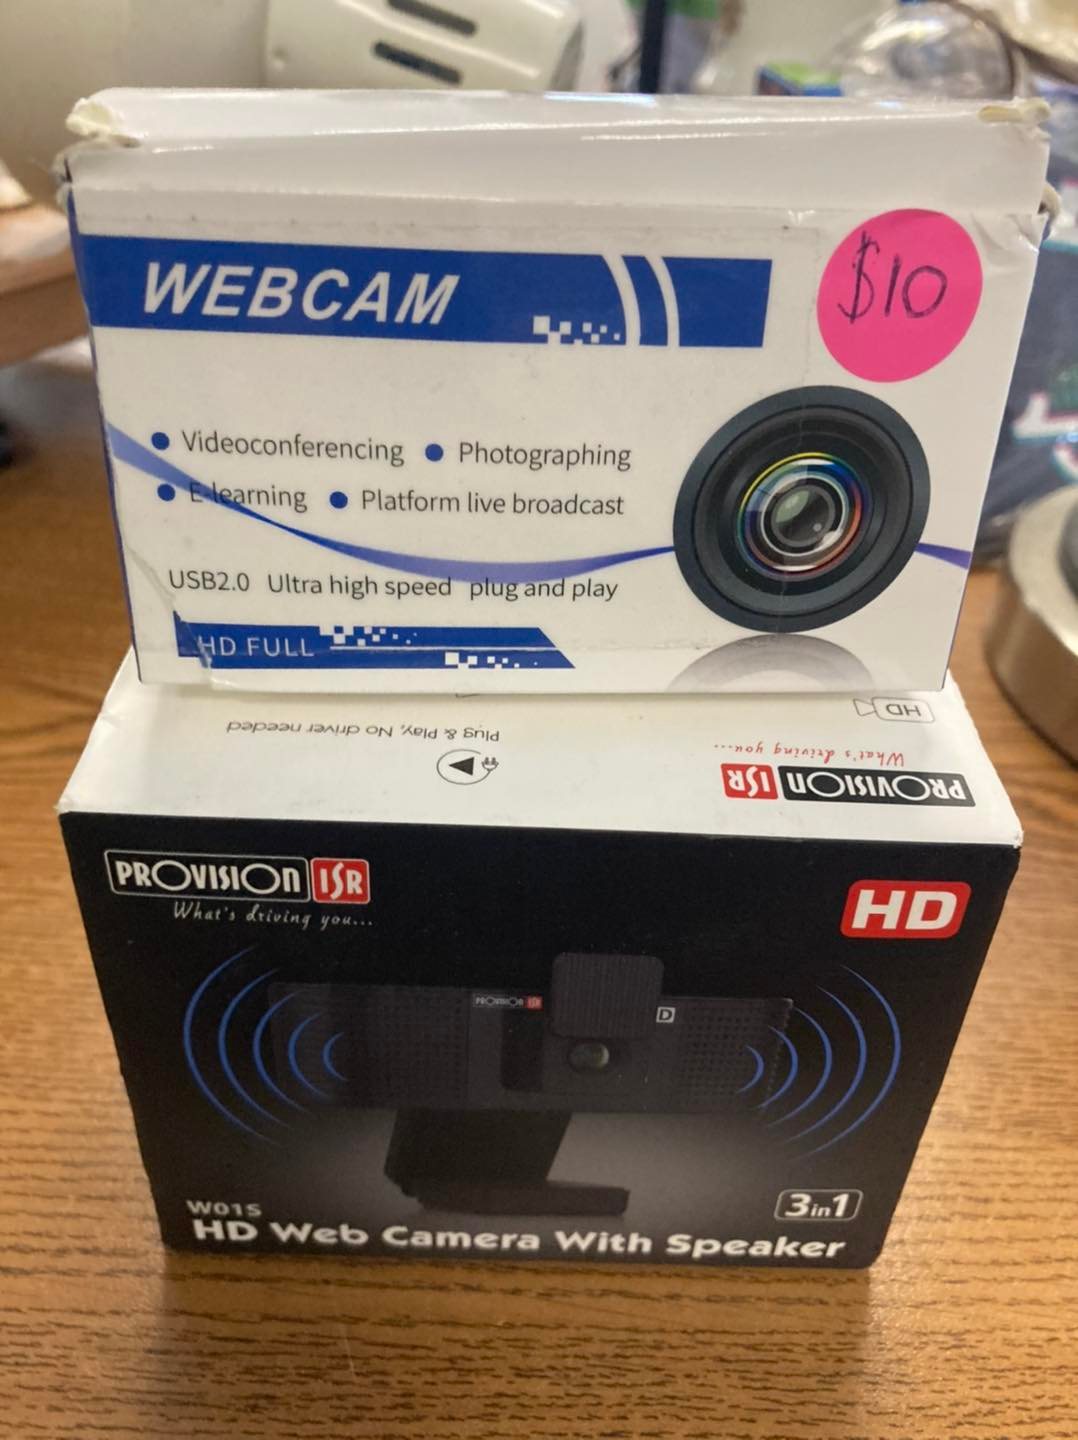 WEBCAM
$10
Videoconferencing Photographing
E-learning Platform live broadcast
USB2.0 Ultra high speed plug and play
HD FULL
HD
Plug & Play, No driver needed
What's driving you...
PROVISION ISR
PROVISION ISR
What's driving you...
HD
PROVISION ISR
W015
3in1
HD Web Camera With Speaker